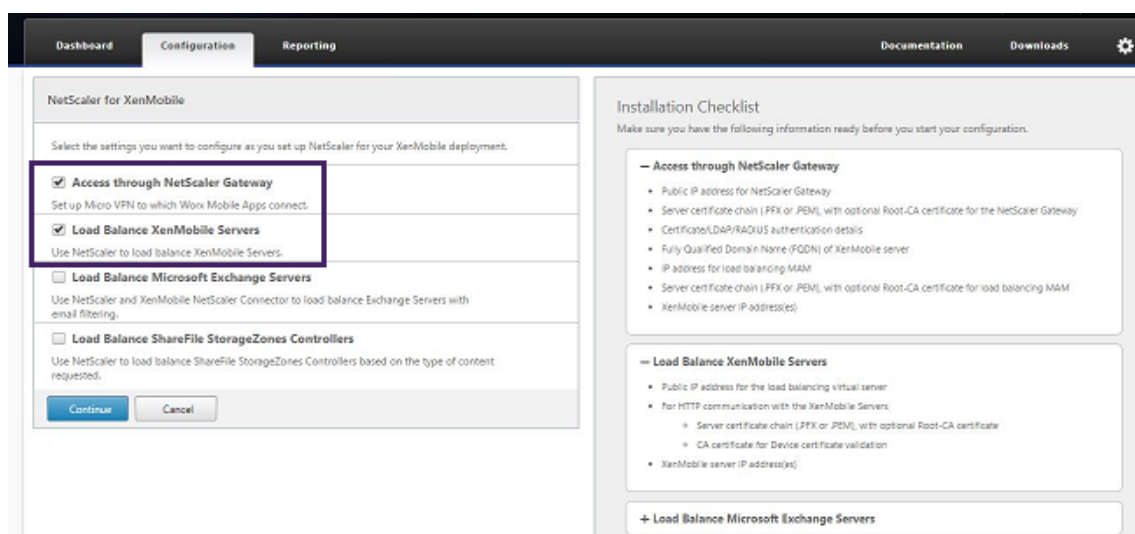 Dashboard
Configuration
Reporting
Documentation
Downloads
NetScaler for XenMobile
Select the settings you want to configure as you set up NetScaler for your XenMobile deployment.
Access through NetScaler Gateway
Set up Micro VPN to which Worx Mobile Apps connect.
Load Balance XenMobile Servers
Use NetScaler to load balance XenMobile Servers.
Load Balance Microsoft Exchange Servers
Use NetScaler and XenMobile NetScaler Connector to load balance Exchange Servers with
email filtering.
Load Balance ShareFile StorageZones Controllers
Use NetScaler to load balance ShareFile StorageZones Controllers based on the type of content
requested.
Continue
Cancel
Installation Checklist
Make sure you have the following information ready before you start your configuration.
Access through NetScaler Gateway
Public IP address for NetScaler Gateway
Server certificate chain (.PFX or .PEM), with optional Root-CA certificate for the NetScaler Gateway
Certificate/LDAP/RADIUS authentication details
Fully Qualified Domain Name (FQDN) of XenMobile server
IP address for load balancing MAM
Server certificate chain (.PFX or .PEM), with optional Root-CA certificate for load balancing MAM
XenMobile server IP address(es)
Load Balance XenMobile Servers
Public IP address for the load balancing virtual server
For HTTP communication with the XenMobile Servers
Server certificate chain (.PFX or .PEM), with optional Root-CA certificate
CA certificate for Device certificate validation
XenMobile server IP address(es)
Load Balance Microsoft Exchange Servers